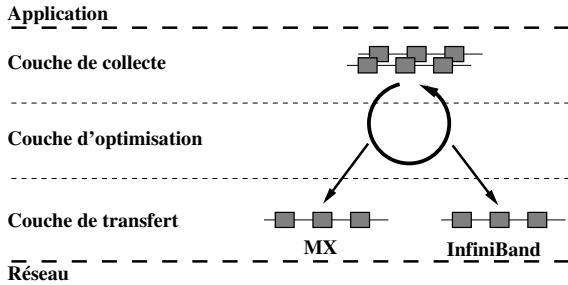 Application
Couche de collecte
Couche d'optimisation
Couche de transfert
MX
InfiniBand
Réseau